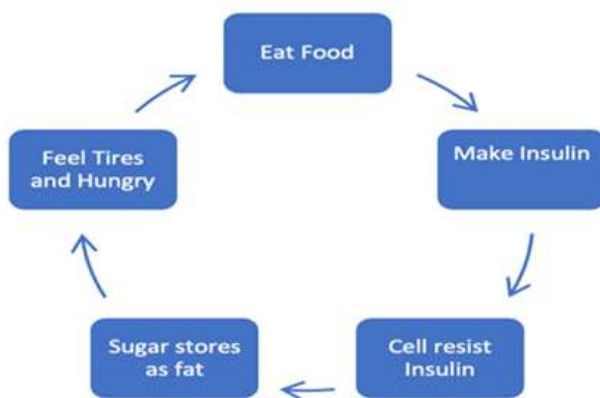 Eat Food
Make Insulin
Cell resist
Insulin
Sugar stores
as fat
Feel Tires
and Hungry